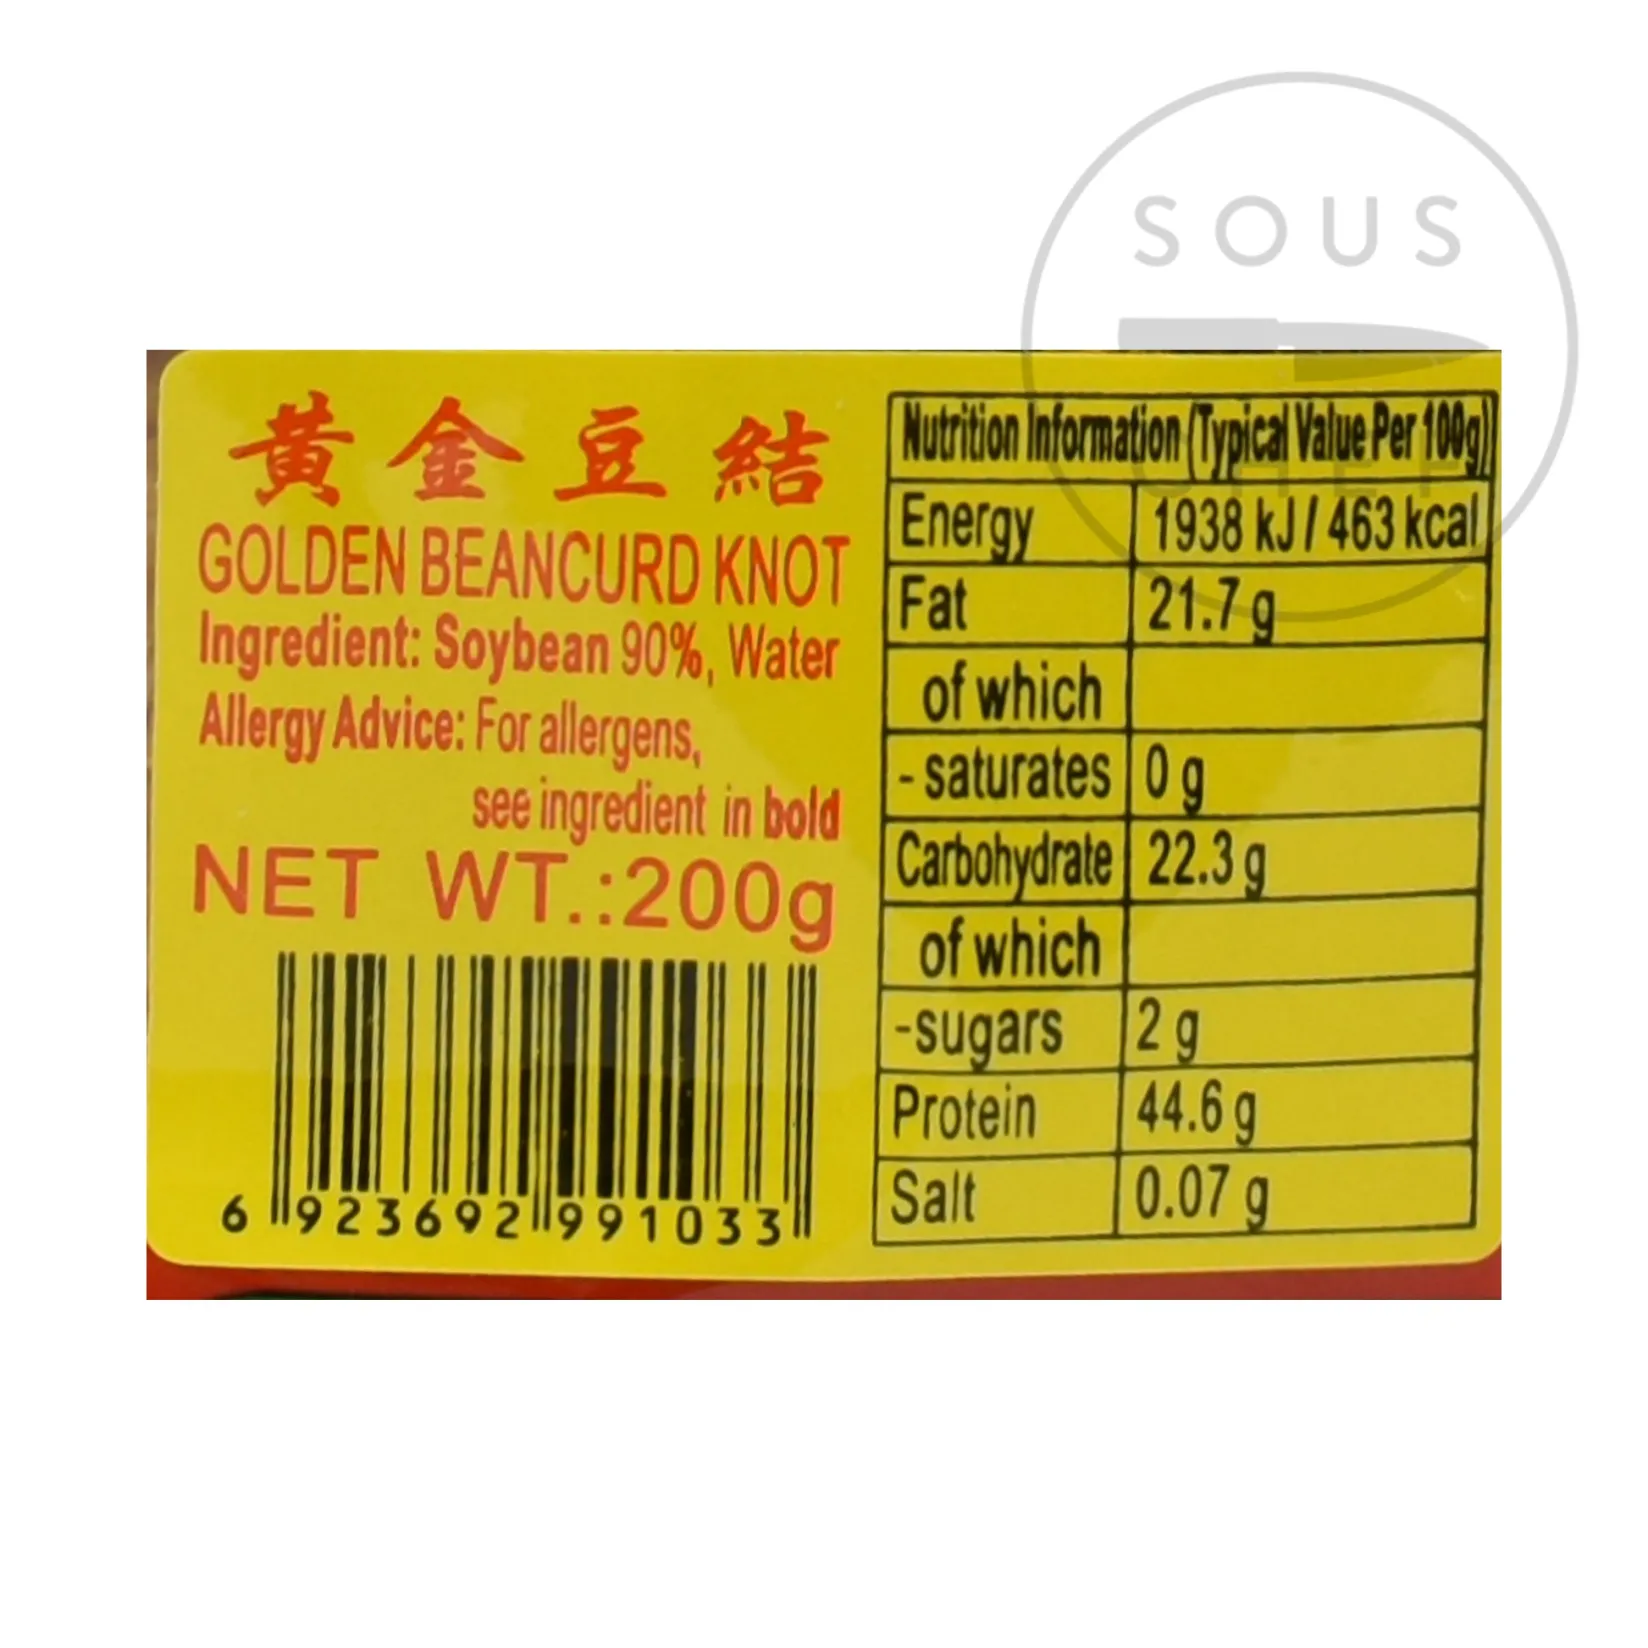 SOUS
CHEF
黃金豆結
GOLDEN BEANCURD KNOT
Ingredient: Soybean 90%, Water
Allergy Advice: For allergens,
see ingredient in bold
NET WT.:200g
6 923692 991033
Nutrition Information (Typical Value Per 100g)
Energy 1938 kJ / 463 kcal
Fat 21.7 g
of which
- saturates 0 g
Carbohydrate 22.3 g
of which
-sugars 2 g
Protein 44.6 g
Salt 0.07 g